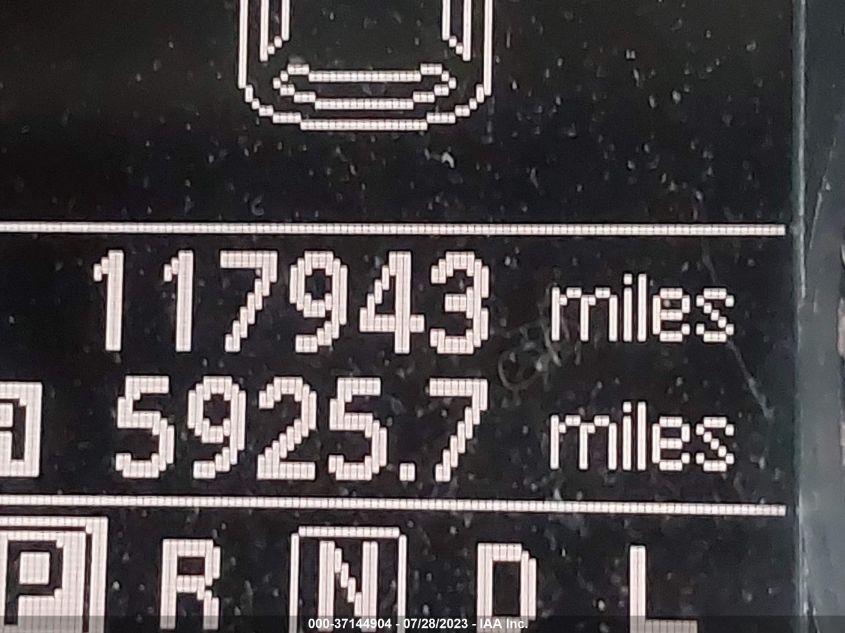 117943 miles
A 5925.7 miles
P R N D L
000-37144904 - 07/28/2023 - IAA Inc.